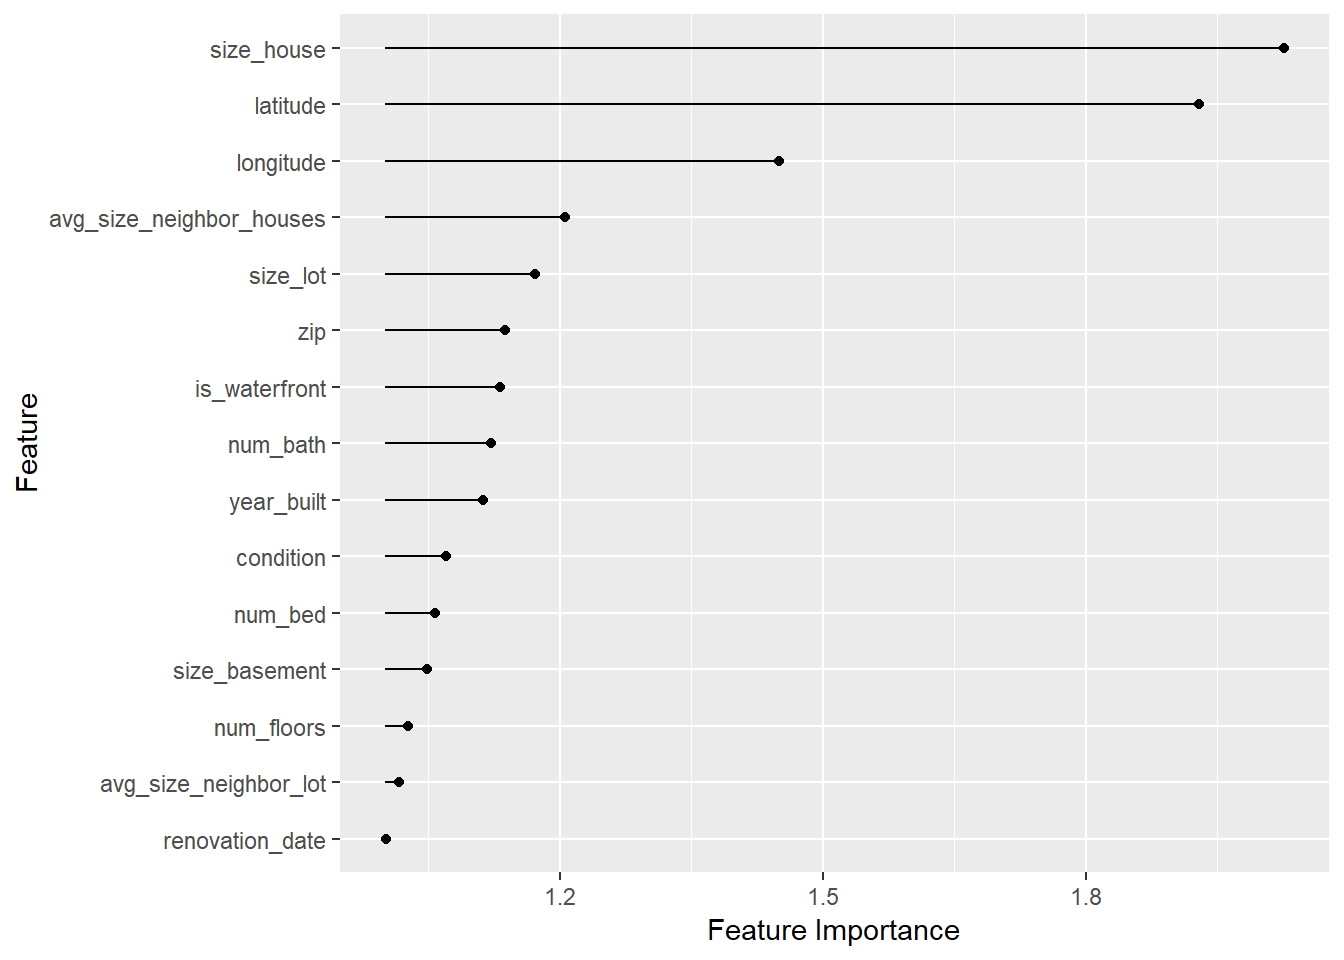 size_house
latitude
longitude
avg_size_neighbor_houses
size_lot
zip
is_waterfront
num_bath
year_built
condition
num_bed
size_basement
num_floors
avg_size_neighbor_lot
renovation_date
Feature
1.2 1.5 1.8
Feature Importance